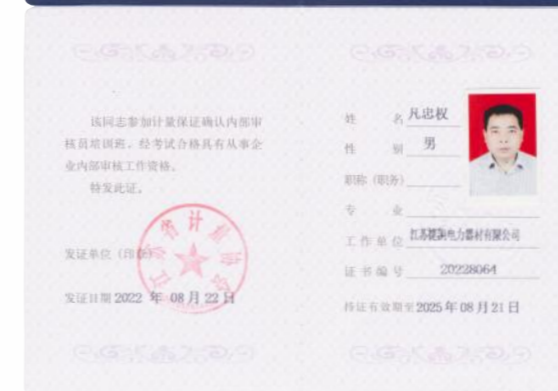 该同志参加计量保证确认内部审
核员培训班，经考试合格具有从事企
业内部审核工作资格。
特发此证。
发证单位（印章）
发证日期 2022 年 08 月 22 日
姓 名 凡忠权
性 别 男
职称（职务）
专 业
工作单位 江苏 电力器材有限公司
证书编号 20228064
持证有效期至 2025 年 08 月 21 日